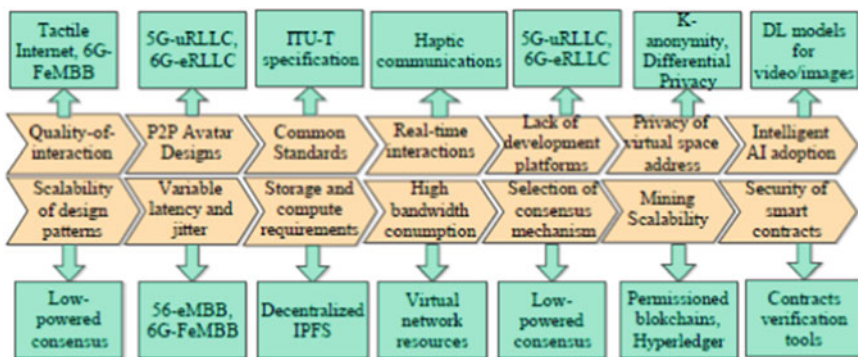 Tactile
Internet, 6G-
FeMBB
5G-uRLLC,
6G-eRLLC
ITU-T
specification
Haptic
communications
5G-uRLLC,
6G-eRLLC
K-
anonymity,
Differential
Privacy
DL models
for
video/images
Quality-of-
interaction
P2P Avatar
Designs
Common
Standards
Real-time
interactions
Lack of
development
platforms
Privacy of
virtual space
address
Intelligent
AI adoption
Scalability
of design
patterns
Variable
latency and
jitter
Storage and
compute
requirements
High
bandwidth
conumption
Selection of
consensus
mechanism
Mining
Scalability
Security of
smart
contracts
Low-
powered
consensus
56-eMBB,
6G-FeMBB
Decentralized
IPFS
Virtual
network
resources
Low-powered
consensus
Permissioned
blokchains,
Hyperledger
Contracts
verification
tools